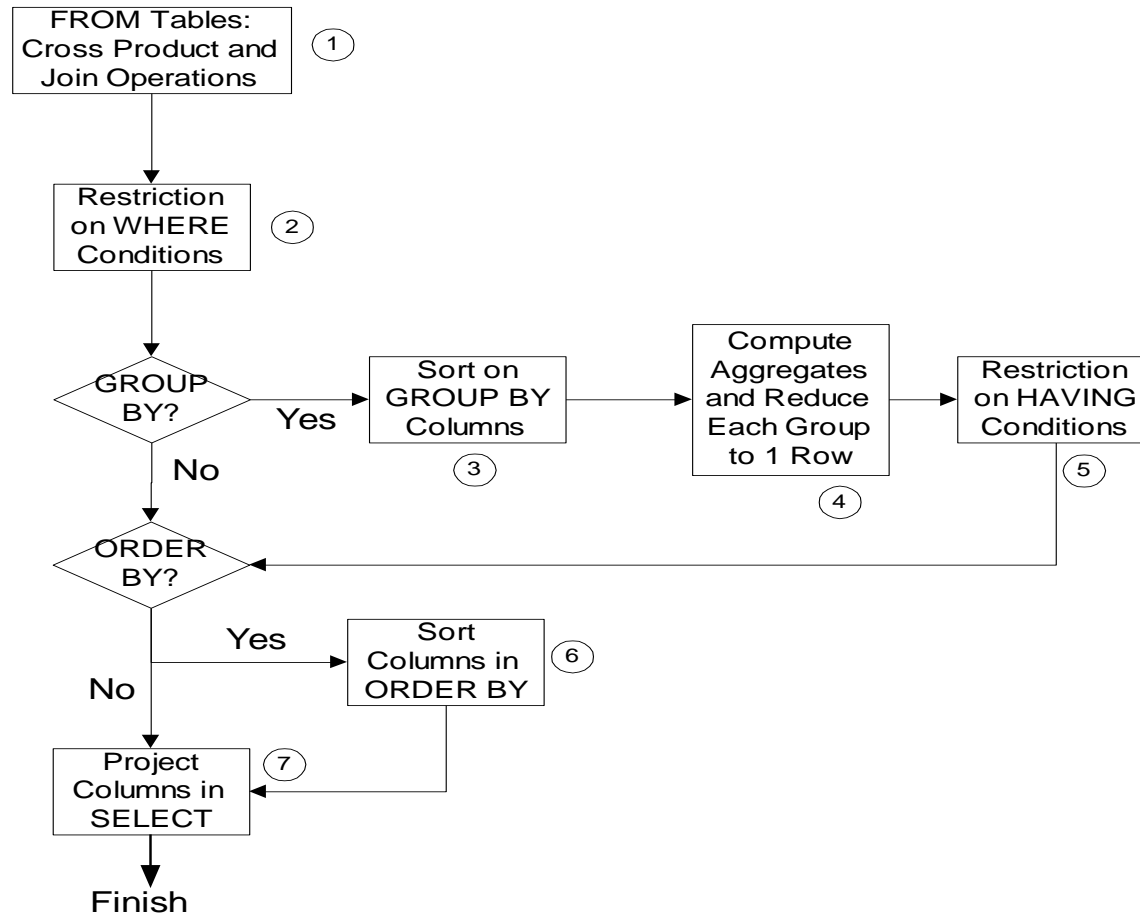 FROM Tables:
Cross Product and
Join Operations
1
Restriction
on WHERE
Conditions
2
GROUP
BY?
Yes
No
Sort on
GROUP BY
Columns
3
Compute
Aggregates
and Reduce
Each Group
to 1 Row
4
Restriction
on HAVING
Conditions
5
ORDER
BY?
Yes
No
Sort
Columns in
ORDER BY
6
Project
Columns in
SELECT
7
Finish